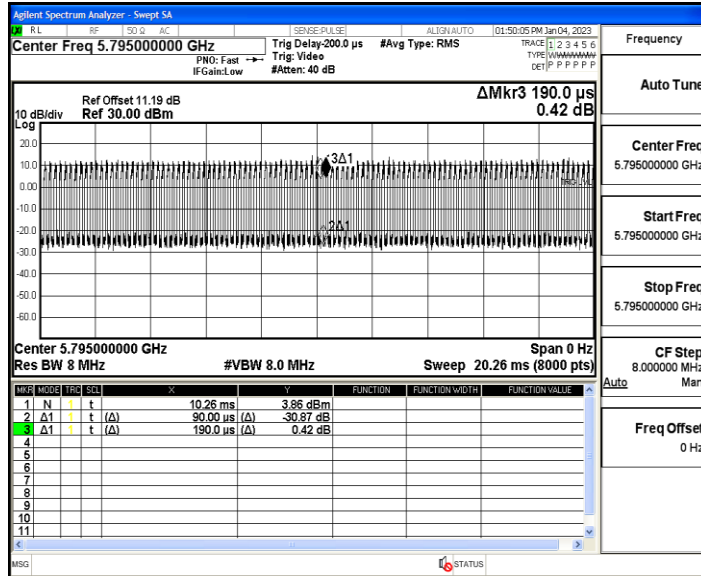 Agilent Spectrum Analyzer - Swept SA
LXI RL RF 50 Ω AC SENSE:PULSE ALIGN AUTO 01:50:05 PM Jan 04, 2023
Center Freq 5.795000000 GHz
PNO: Fast
IFGain:Low
Trig Delay-200.0 µs
Trig: Video
#Atten: 40 dB
#Avg Type: RMS
TRACE 1 2 3 4 5 6
TYPE
DET P P P P P P
Ref Offset 11.19 dB
10 dB/div Ref 30.00 dBm
Log
ΔMkr3 190.0 µs
0.42 dB
20.0
10.0
0.00
-10.0
-20.0
-30.0
-40.0
-50.0
-60.0
3Δ1
TRIG LVL
2Δ1
Center 5.795000000 GHz Span 0 Hz
Res BW 8 MHz #VBW 8.0 MHz Sweep 20.26 ms (8000 pts)
MKR MODE TRC SCL X Y FUNCTION FUNCTION WIDTH FUNCTION VALUE
1 N 1 t 10.26 ms 3.86 dBm
2 Δ1 1 t (Δ) 90.00 µs (Δ) -30.87 dB
3 Δ1 1 t (Δ) 190.0 µs (Δ) 0.42 dB
4
5
6
7
8
9
10
11
MSG STATUS
Frequency
Auto Tune
Center Freq
5.795000000 GHz
Start Freq
5.795000000 GHz
Stop Freq
5.795000000 GHz
CF Step
8.000000 MHz
Auto Man
Freq Offset
0 Hz